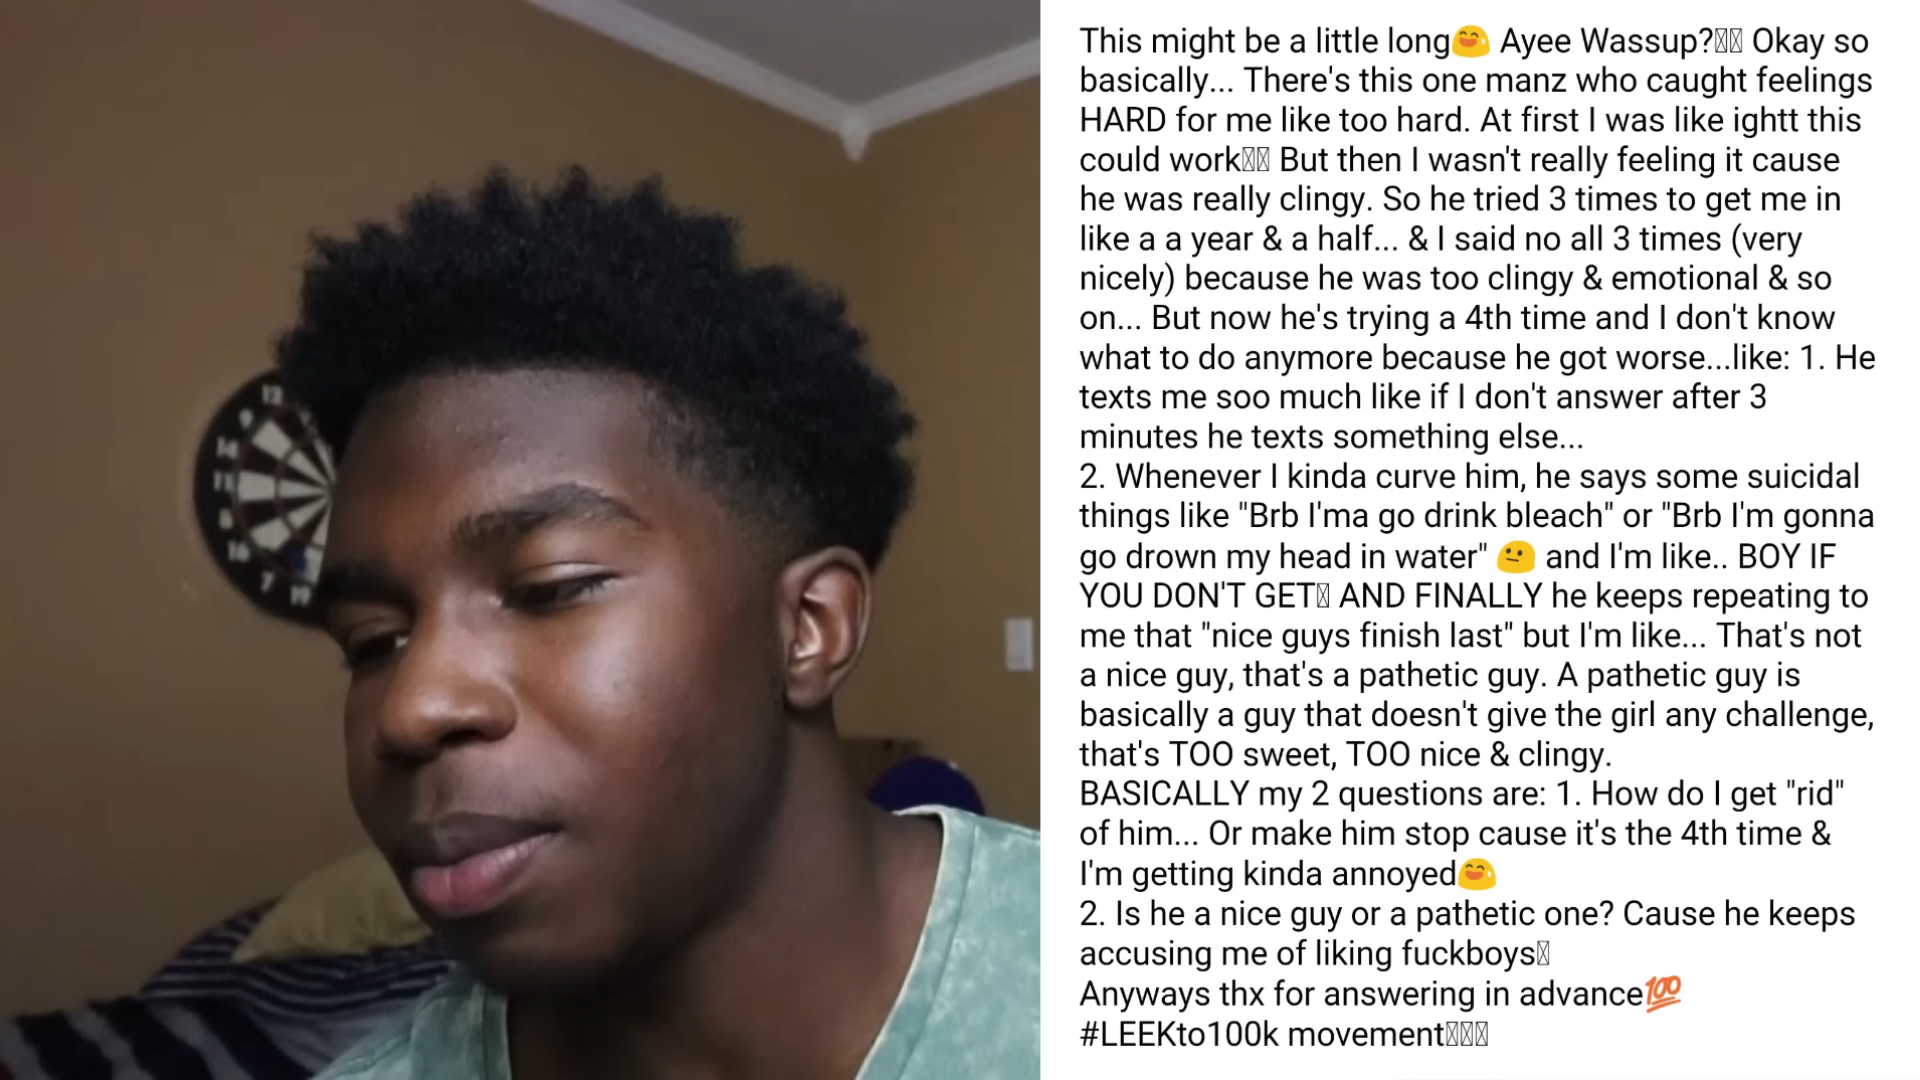 This might be a little long😅 Ayee Wassup? Okay so
basically... There's this one manz who caught feelings
HARD for me like too hard. At first I was like ightt this
could work But then I wasn't really feeling it cause
he was really clingy. So he tried 3 times to get me in
like a a year & a half... & I said no all 3 times (very
nicely) because he was too clingy & emotional & so
on... But now he's trying a 4th time and I don't know
what to do anymore because he got worse...like: 1. He
texts me soo much like if I don't answer after 3
minutes he texts something else...
2. Whenever I kinda curve him, he says some suicidal
things like "Brb I'ma go drink bleach" or "Brb I'm gonna
go drown my head in water" 😐 and I'm like.. BOY IF
YOU DON'T GET AND FINALLY he keeps repeating to
me that "nice guys finish last" but I'm like... That's not
a nice guy, that's a pathetic guy. A pathetic guy is
basically a guy that doesn't give the girl any challenge,
that's TOO sweet, TOO nice & clingy.
BASICALLY my 2 questions are: 1. How do I get "rid"
of him... Or make him stop cause it's the 4th time &
I'm getting kinda annoyed😅
2. Is he a nice guy or a pathetic one? Cause he keeps
accusing me of liking fuckboys
Anyways thx for answering in advance💯
#LEEKto100k movement
12
9
14
11
8
16
7
19